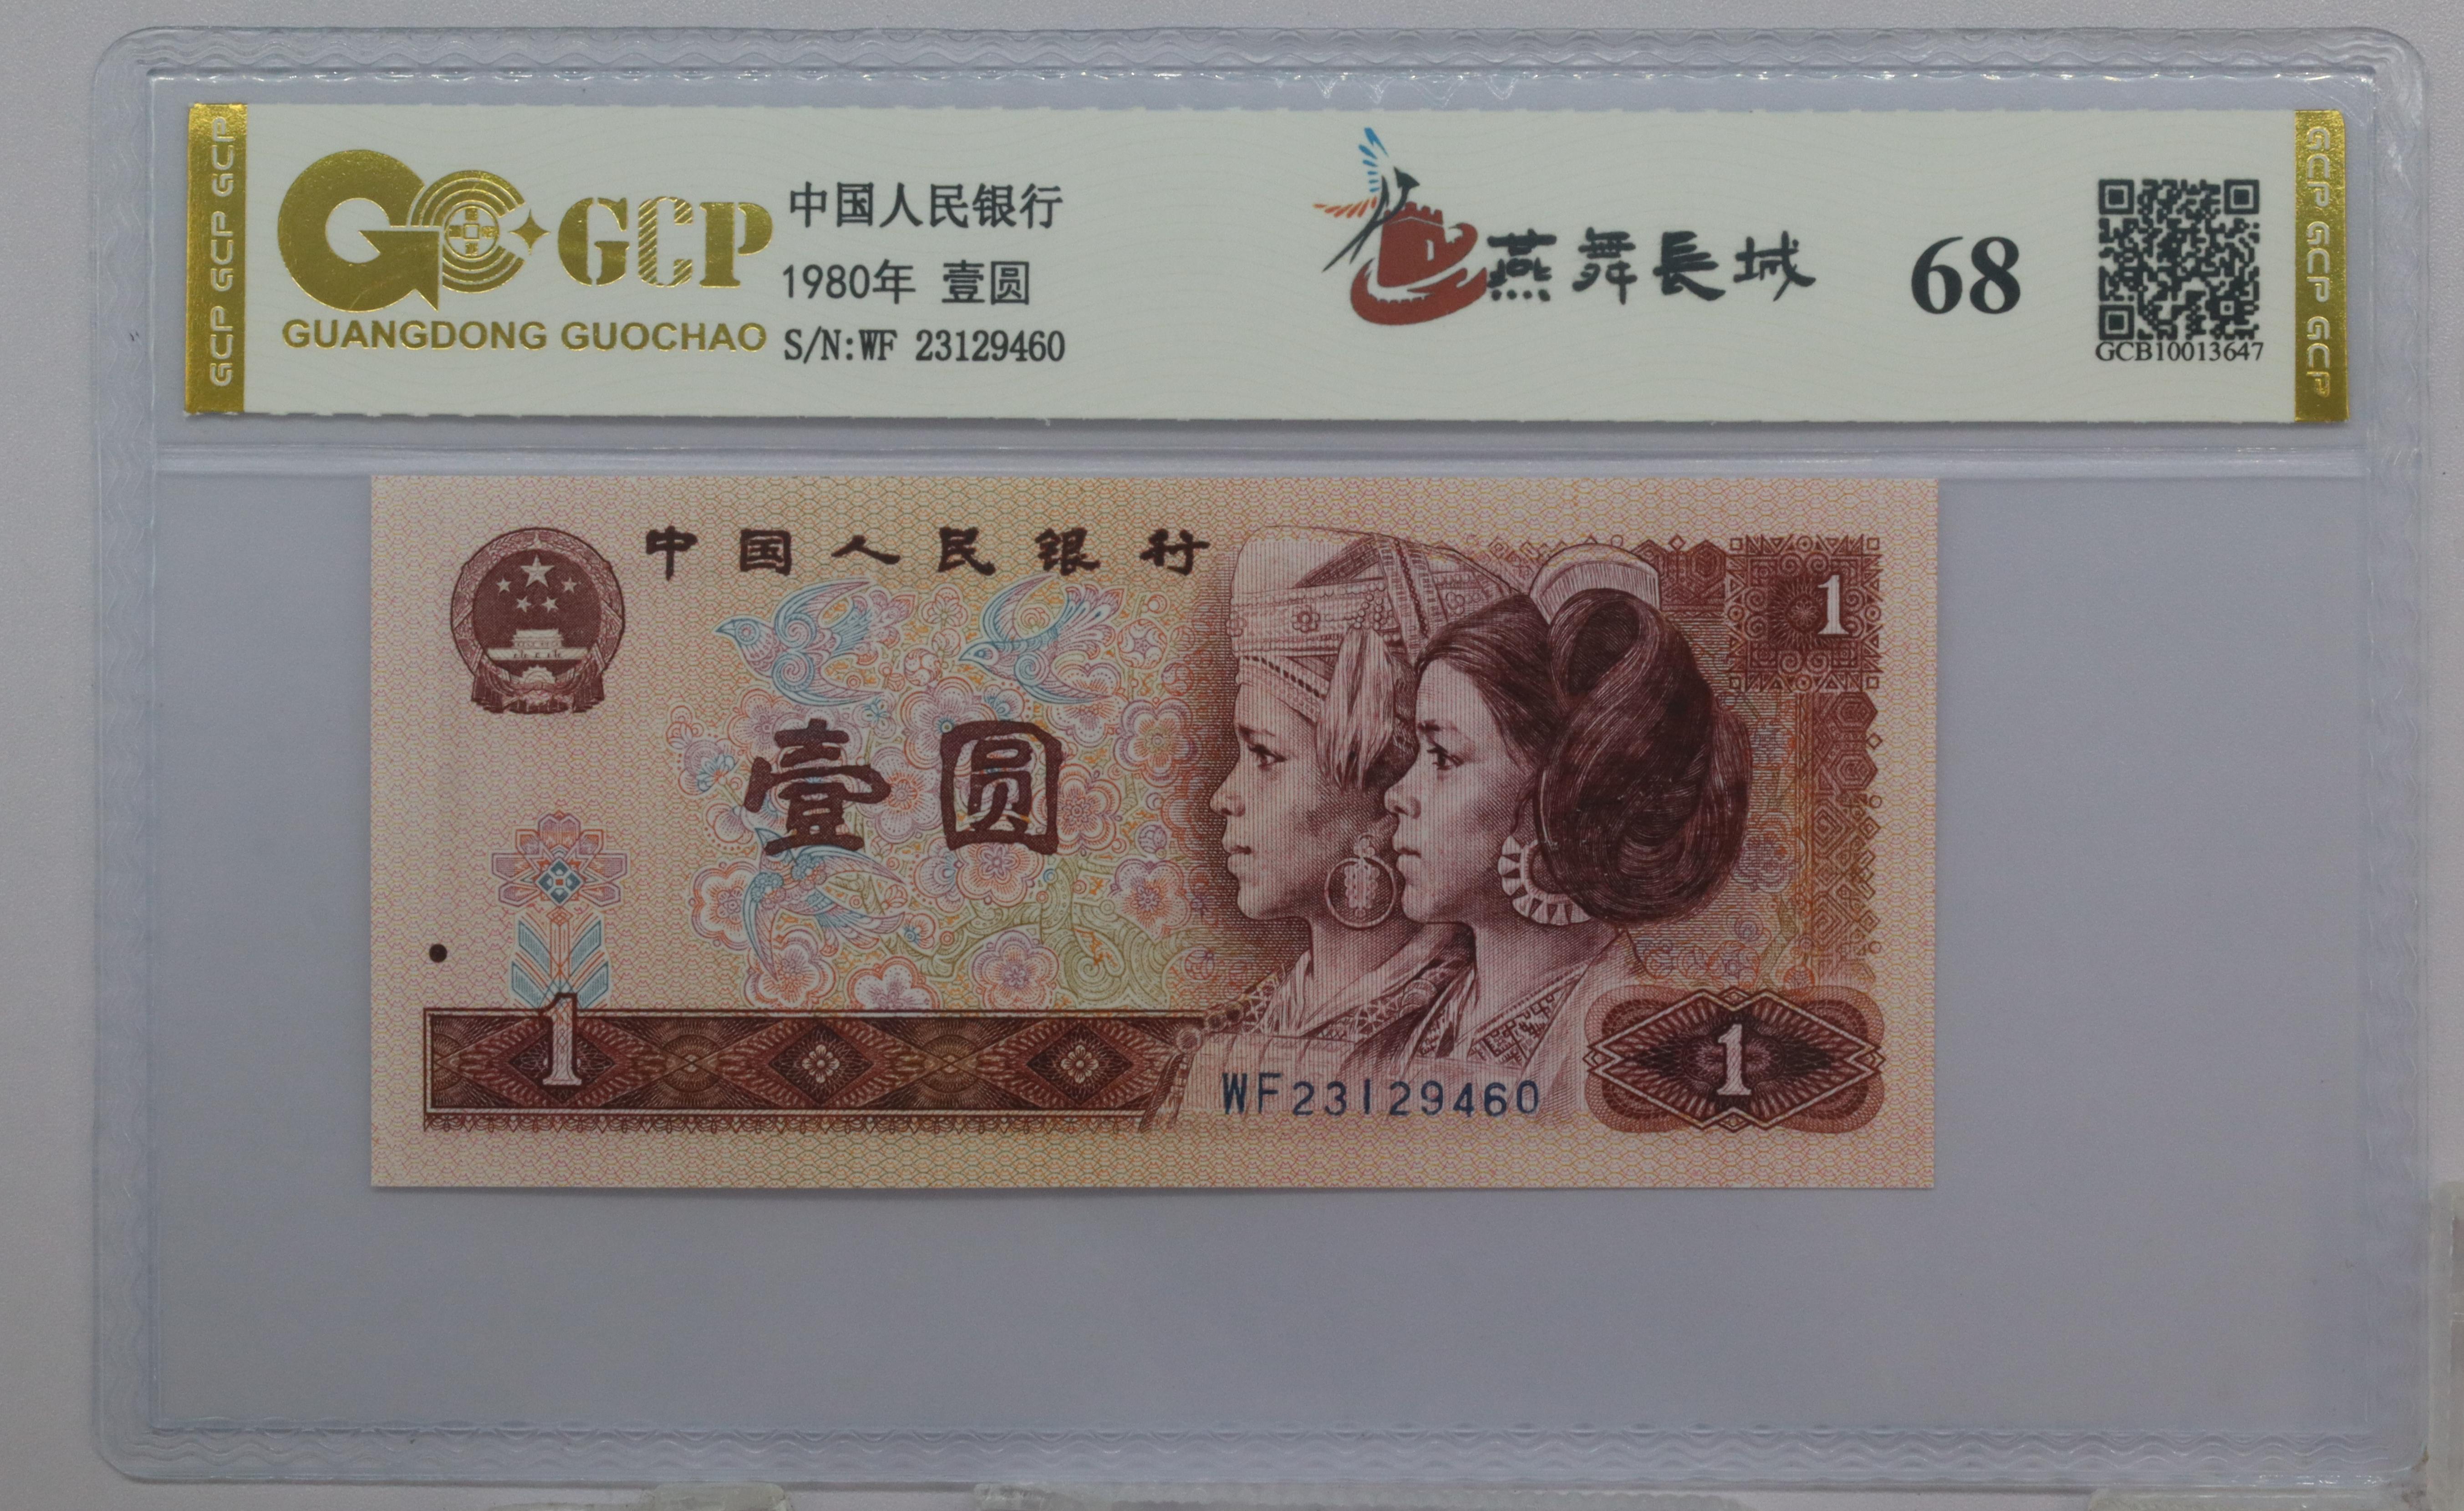 GCP GCP GCP GCP
GCP
GUANGDONG GUOCHAO
中国人民银行
1980年 壹圆
S/N:WF 23129460
燕舞長城
68
GCB10013647
GCP GCP GCP GCP
中国人民银行
1
壹圆
1
1
WF23129460